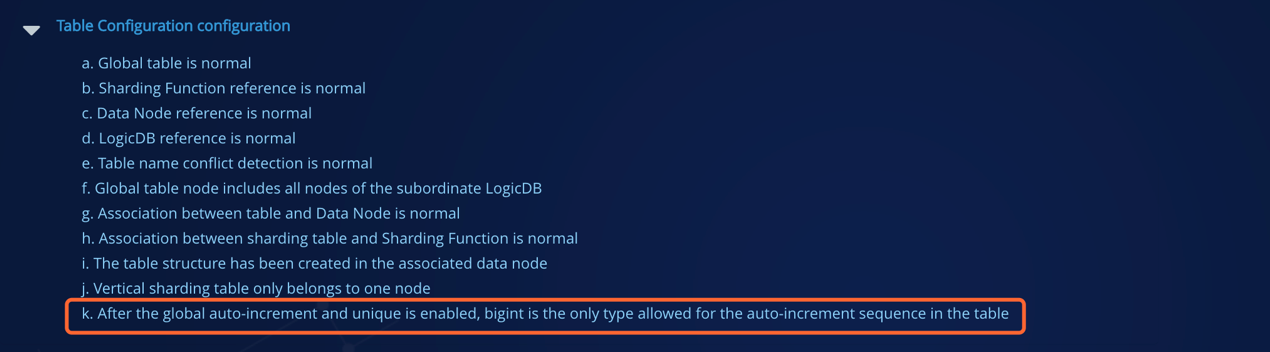 Table Configuration configuration
a. Global table is normal
b. Sharding Function reference is normal
c. Data Node reference is normal
d. LogicDB reference is normal
e. Table name conflict detection is normal
f. Global table node includes all nodes of the subordinate LogicDB
g. Association between table and Data Node is normal
h. Association between sharding table and Sharding Function is normal
i. The table structure has been created in the associated data node
j. Vertical sharding table only belongs to one node
k. After the global auto-increment and unique is enabled, bigint is the only type allowed for the auto-increment sequence in the table